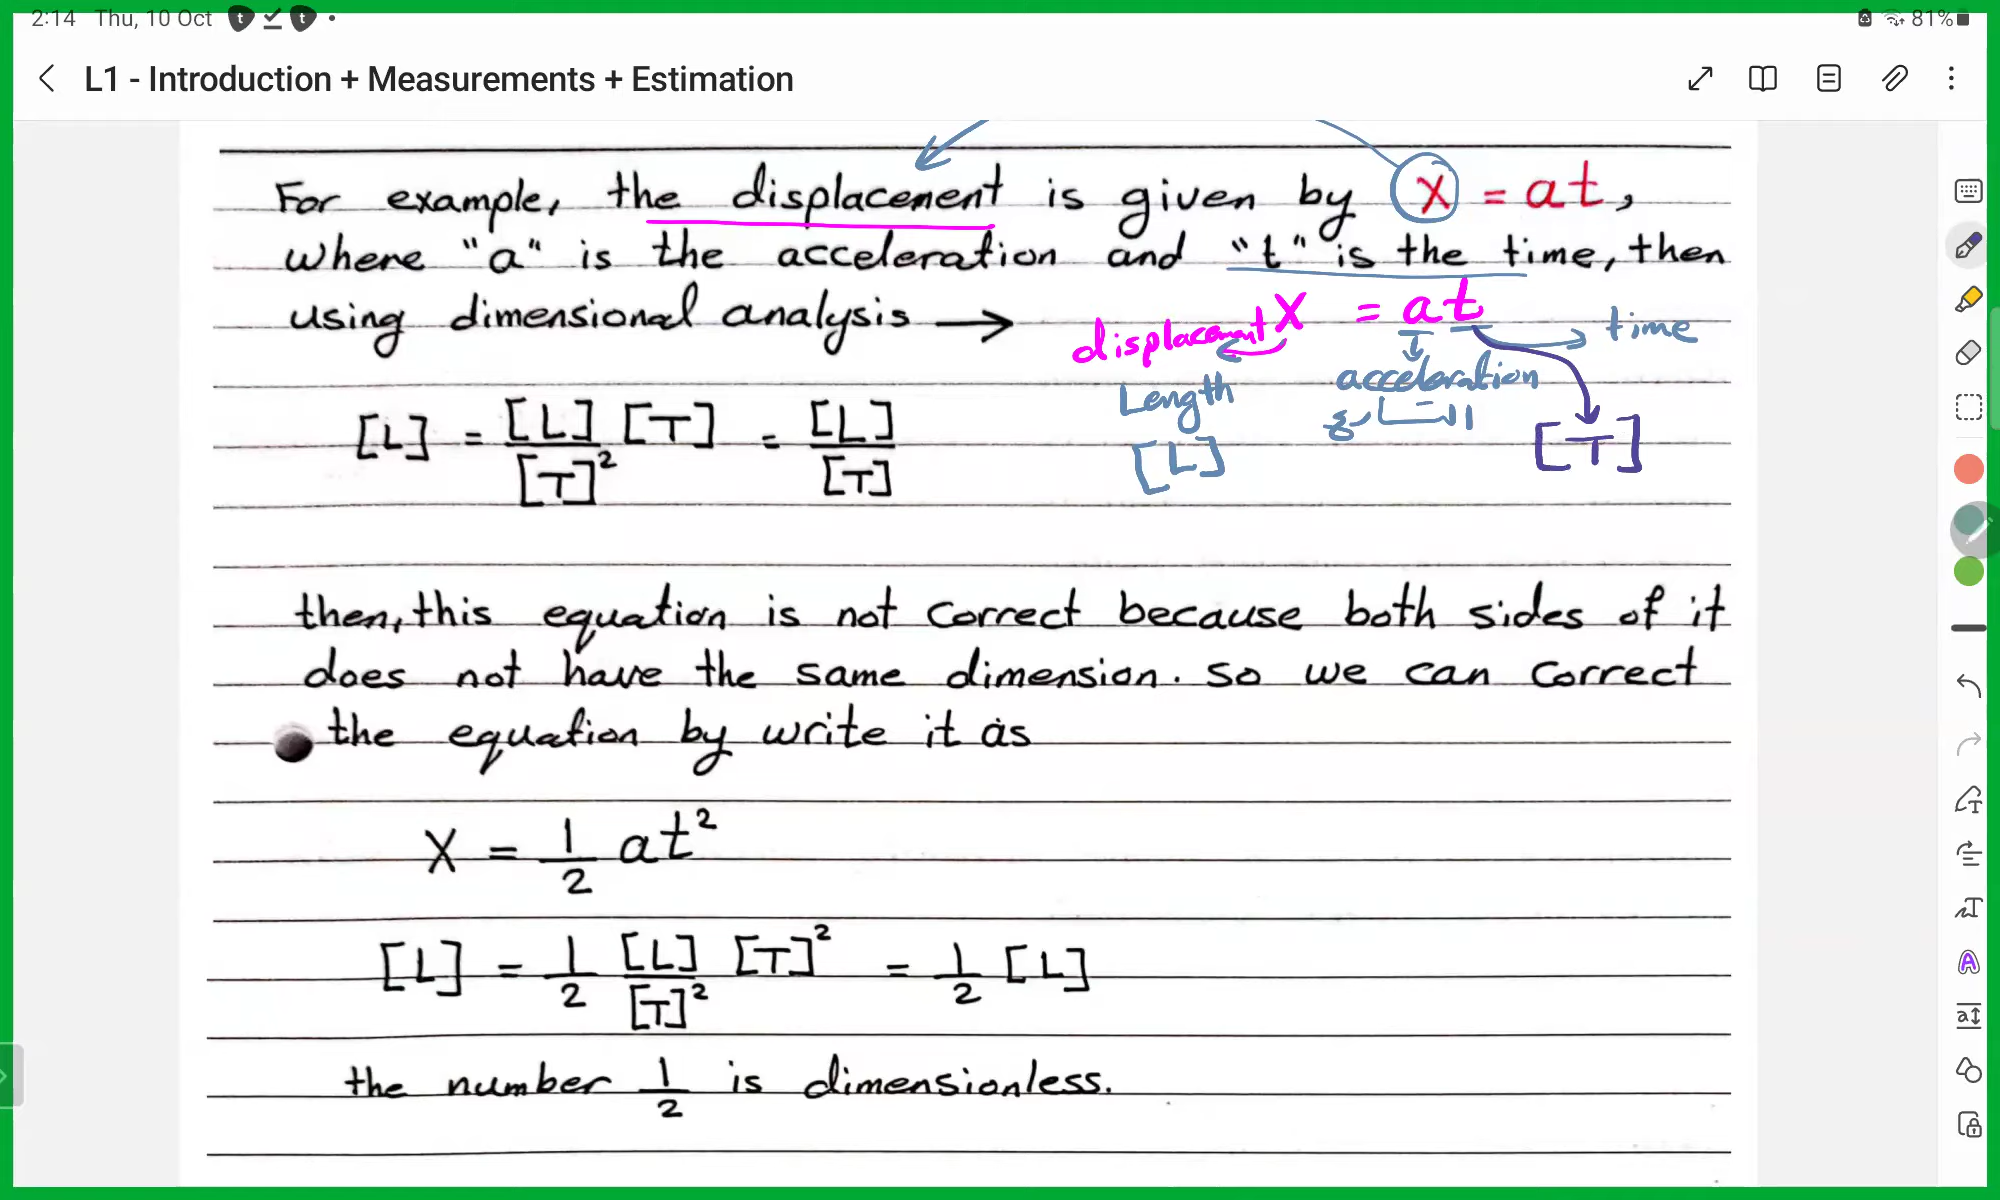 2:14 Thu, 10 Oct
81%
L1 - Introduction + Measurements + Estimation
For example, the displacement is given by X = at,
where "a" is the acceleration and "t" is the time, then
using dimensional analysis →
displacement X = at
time
Length
acceleration
[L]
[T]
[L] = [L]/[T]² [T] = [L]/[T]
then, this equation is not correct because both sides of it
does not have the same dimension. so we can correct
the equation by write it as
X = 1/2 at²
[L] = 1/2 [L]/[T]² [T]² = 1/2 [L]
the number 1/2 is dimensionless.